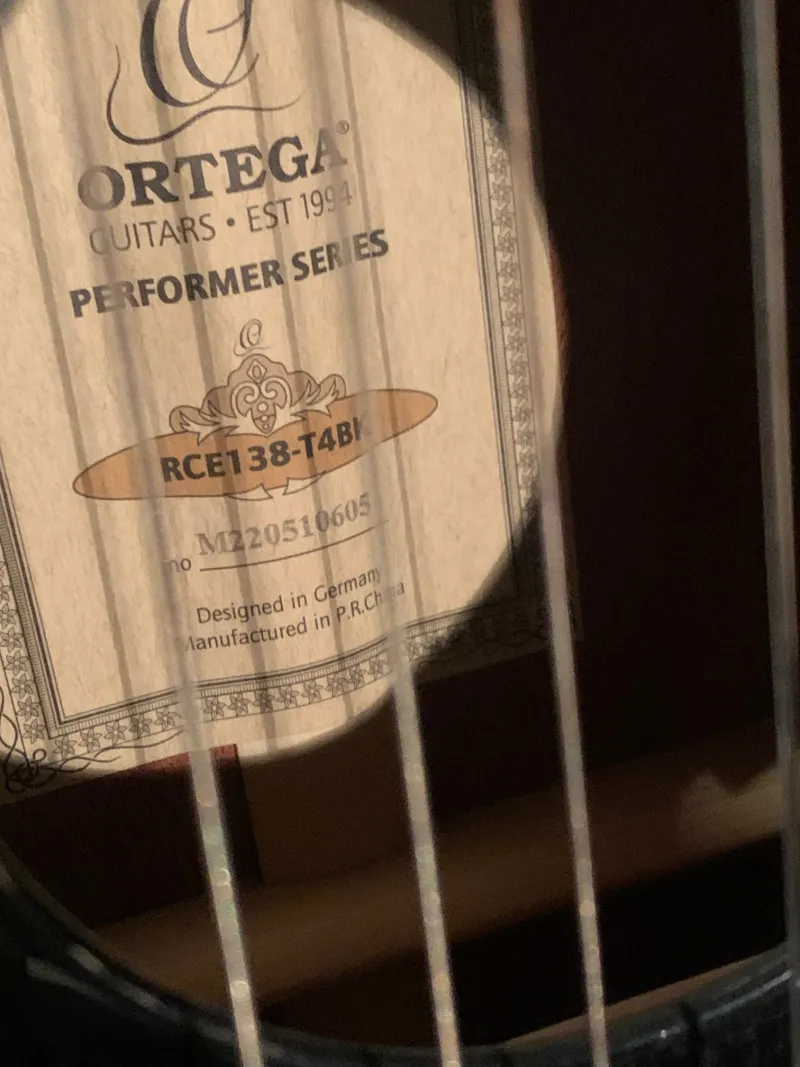 ORTEGA®
GUITARS • EST 1994
PERFORMER SERIES
RCE138-T4BK
no M220510605
Designed in Germany
Manufactured in P.R.China